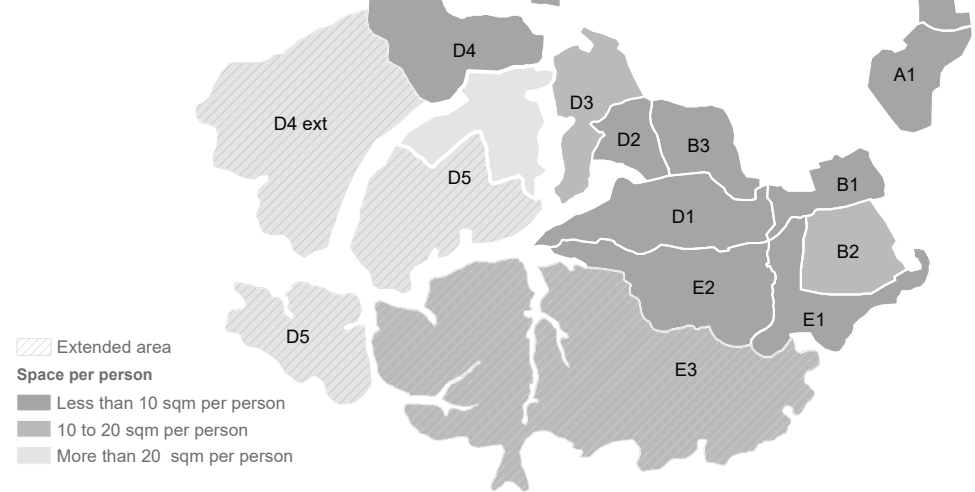 D4
A1
D3
D4 ext
D2
B3
D5
B1
D1
B2
E2
E1
D5
E3
Extended area
Space per person
Less than 10 sqm per person
10 to 20 sqm per person
More than 20 sqm per person